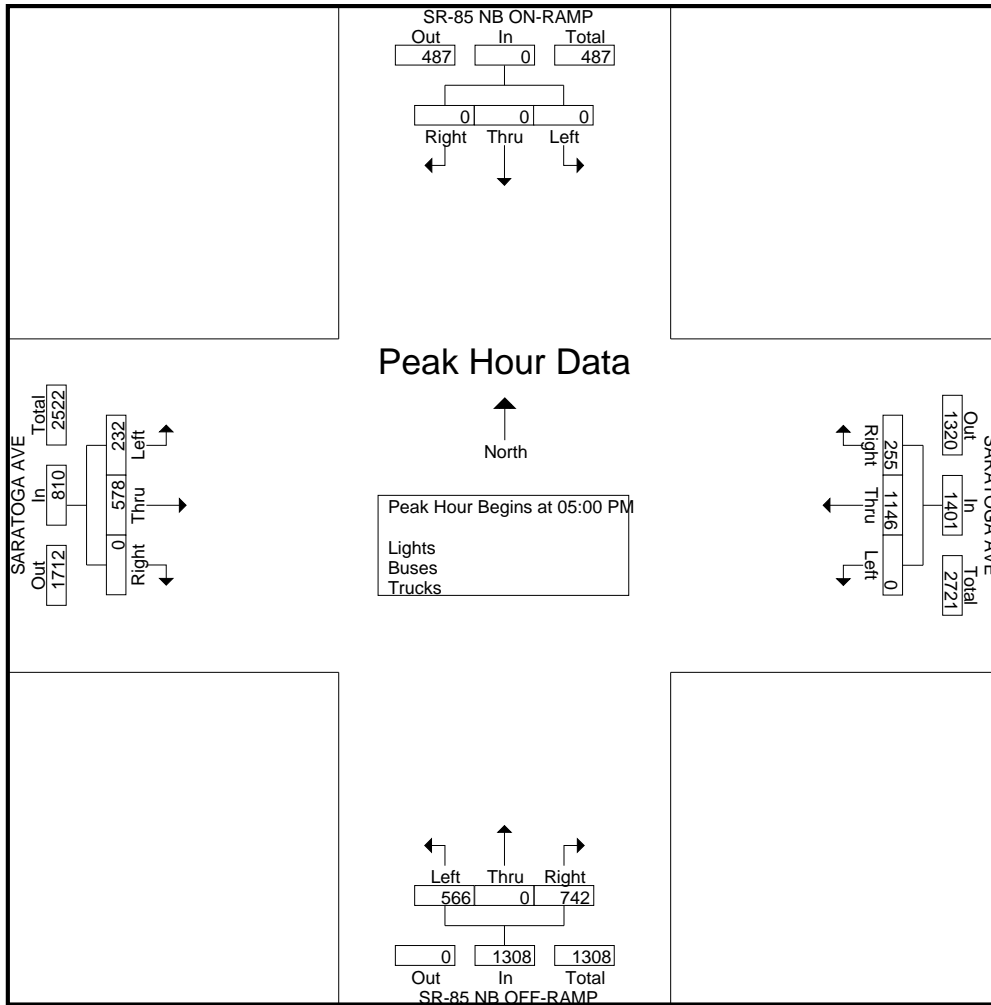 SR-85 NB ON-RAMP
Out In Total
487 0 487
0 0 0
Right Thru Left
Peak Hour Data
North
Peak Hour Begins at 05:00 PM
Lights
Buses
Trucks
SARATOGA AVE
Out In Total
1712 810 2522
0 578 232
Right Thru Left
SARATOGA AVE
Out In Total
1320 1401 2721
255 1146 0
Right Thru Left
Left Thru Right
566 0 742
0 1308 1308
Out In Total
SR-85 NB OFF-RAMP